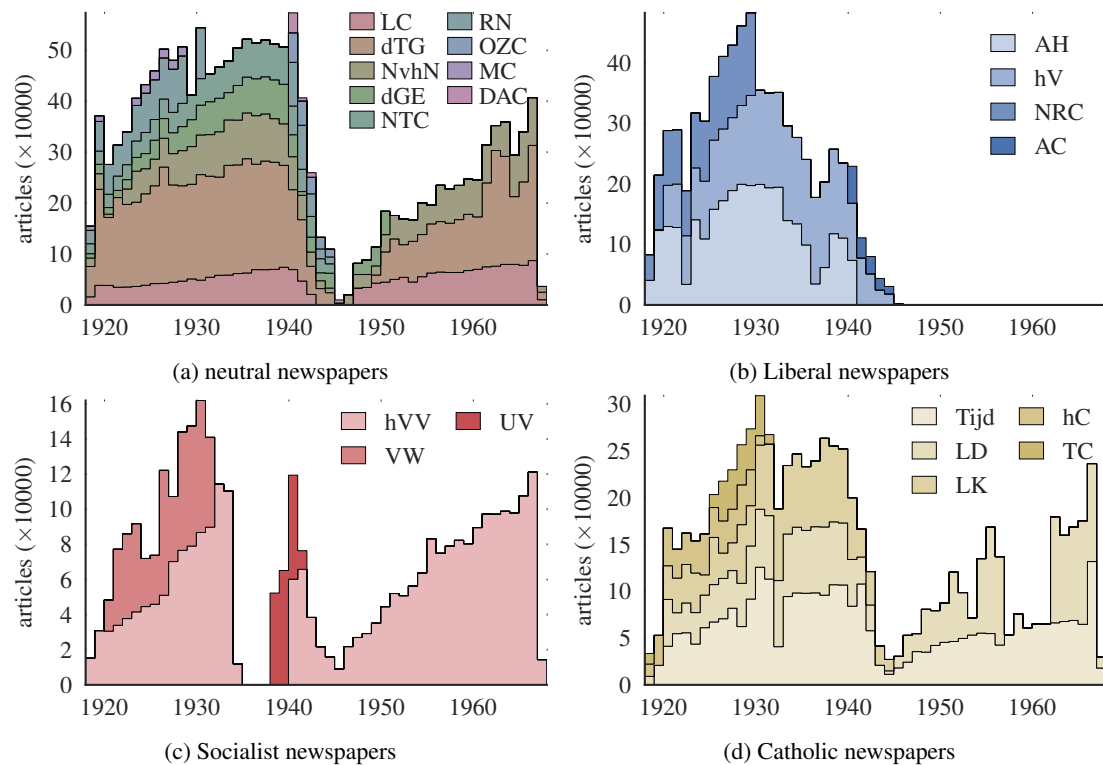 articles (×10000)
50
40
30
20
10
0
1920 1930 1940 1950 1960
LC RN
dTG OZC
NvhN MC
dGE DAC
NTC
(a) neutral newspapers
articles (×10000)
40
30
20
10
0
1920 1930 1940 1950 1960
AH
hV
NRC
AC
(b) Liberal newspapers
articles (×10000)
16
14
12
10
8
6
4
2
0
1920 1930 1940 1950 1960
hVV UV
VW
(c) Socialist newspapers
articles (×10000)
30
25
20
15
10
5
0
1920 1930 1940 1950 1960
Tijd hC
LD TC
LK
(d) Catholic newspapers